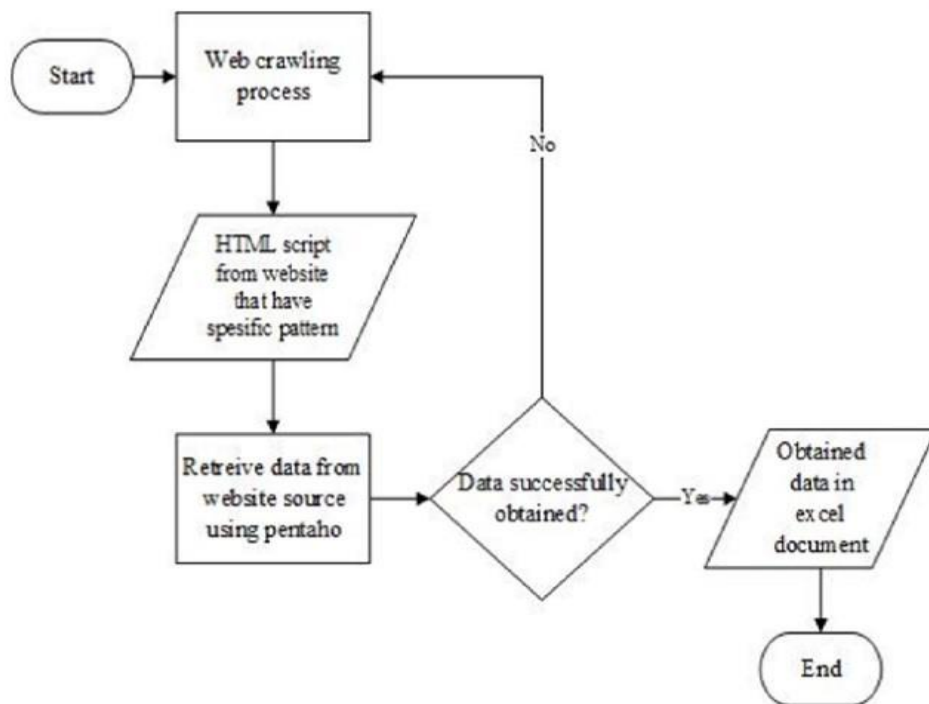 Start
Web crawling
process
HTML script
from website
that have
spesific pattern
Retreive data from
website source
using pentaho
Data successfully
obtained?
No
Yes
Obtained
data in
excel
document
End